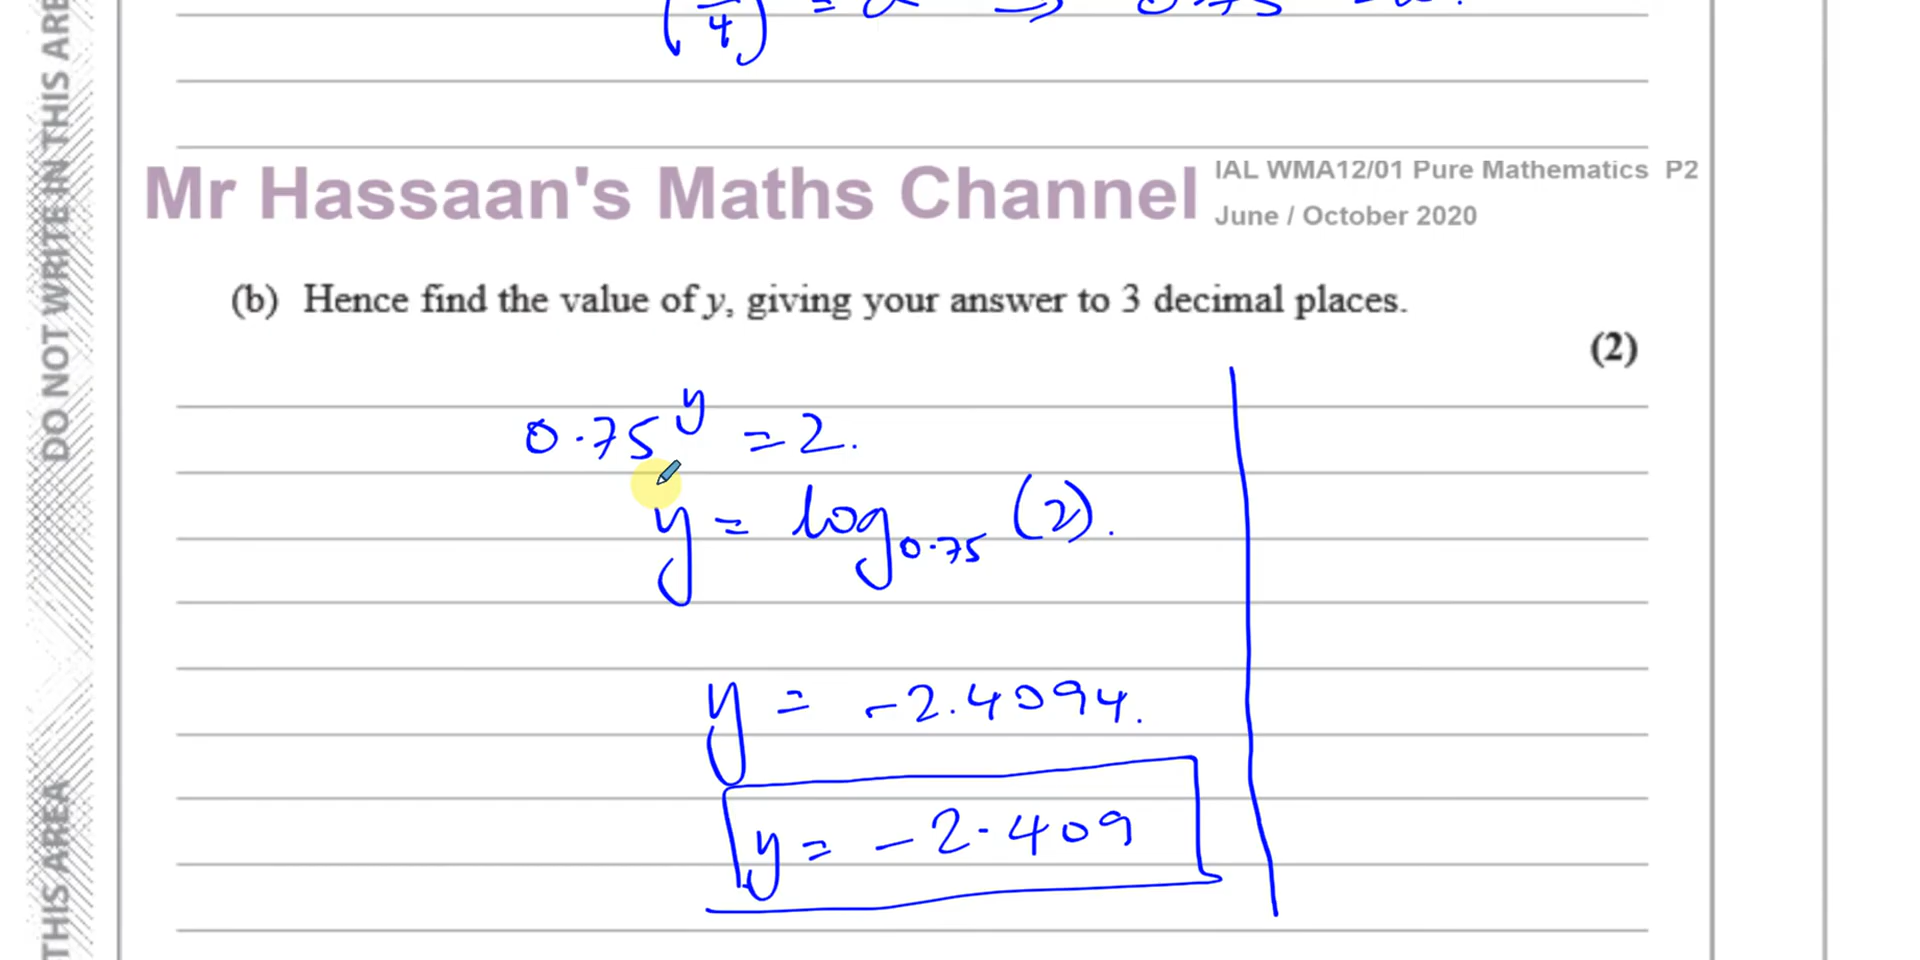 DO NOT WRITE IN THIS ARE
THIS AREA
Mr Hassaan's Maths Channel
IAL WMA12/01 Pure Mathematics P2
June / October 2020
(b) Hence find the value of y, giving your answer to 3 decimal places.
(2)
0.75^y = 2.
y = log₀.₇₅ (2).
y = -2.4094.
y = -2.409